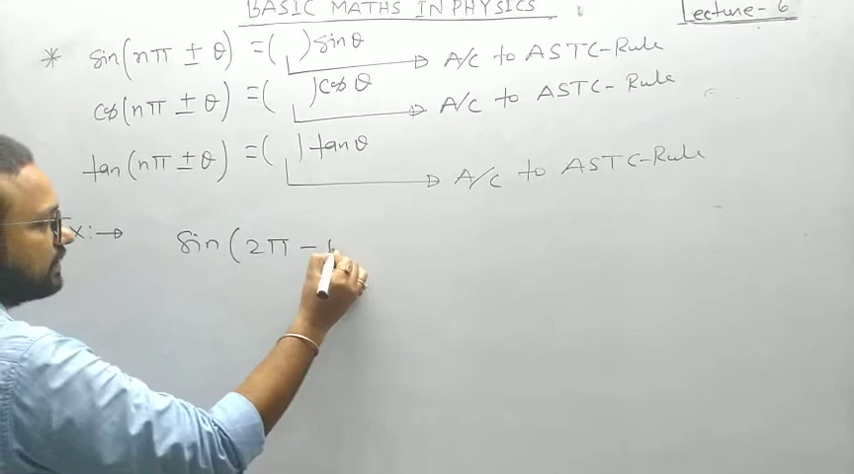 BASIC MATHS IN PHYSICS
Lecture - 6
* sin(nπ ± θ) = ( ) sinθ → A/C to ASTC-Rule
cos(nπ ± θ) = ( ) cosθ → A/C to ASTC-Rule
tan(nπ ± θ) = ( ) tanθ → A/C to ASTC-Rule
Ex:→ sin(2π −